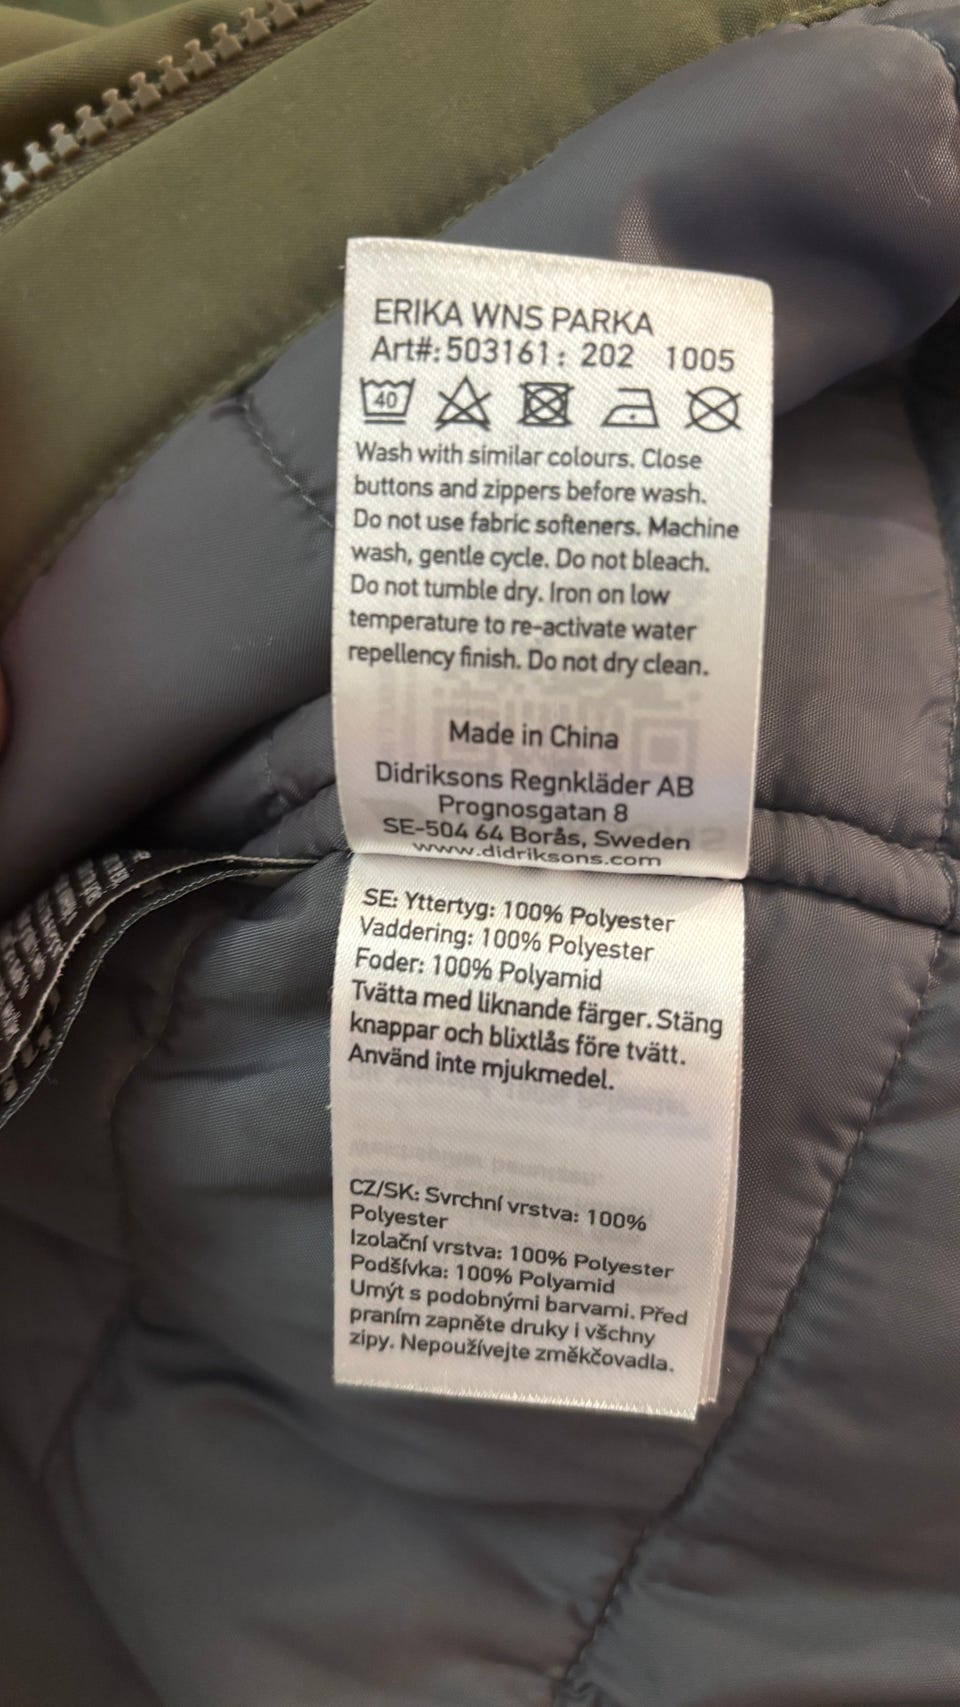 ERIKA WNS PARKA
Art#: 503161: 202 1005
40
Wash with similar colours. Close
buttons and zippers before wash.
Do not use fabric softeners. Machine
wash, gentle cycle. Do not bleach.
Do not tumble dry. Iron on low
temperature to re-activate water
repellency finish. Do not dry clean.
Made in China
Didriksons Regnkläder AB
Prognosgatan 8
SE-504 64 Borås, Sweden
www.didriksons.com
SE: Yttertyg: 100% Polyester
Vaddering: 100% Polyester
Foder: 100% Polyamid
Tvätta med liknande färger. Stäng
knappar och blixtlås före tvätt.
Använd inte mjukmedel.
CZ/SK: Svrchní vrstva: 100%
Polyester
Izolační vrstva: 100% Polyester
Podšívka: 100% Polyamid
Umýt s podobnými barvami. Před
praním zapněte druky i všchny
zipy. Nepoužívejte změkčovadla.